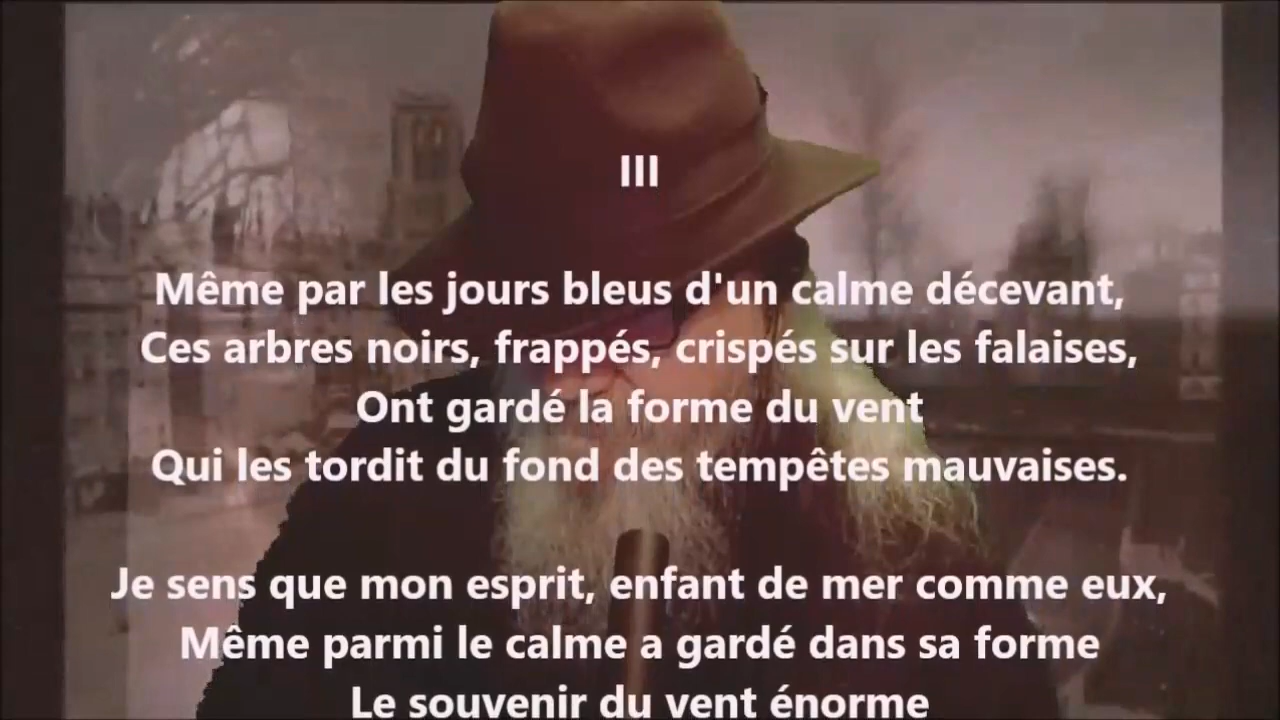 III
Même par les jours bleus d'un calme décevant,
Ces arbres noirs, frappés, crispés sur les falaises,
Ont gardé la forme du vent
Qui les tordit du fond des tempêtes mauvaises.
Je sens que mon esprit, enfant de mer comme eux,
Même parmi le calme a gardé dans sa forme
Le souvenir du vent énorme